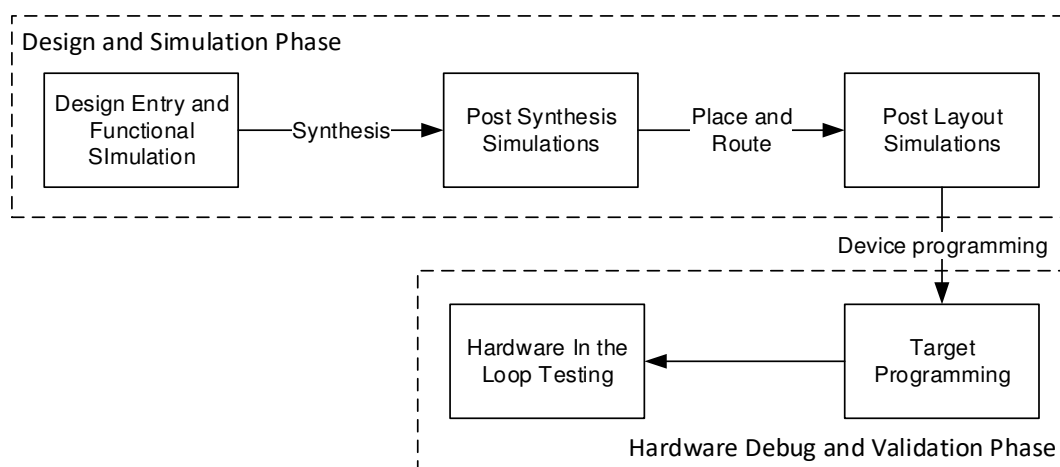 Design and Simulation Phase
Design Entry and
Functional
SImulation
Synthesis
Post Synthesis
Simulations
Place and
Route
Post Layout
Simulations
Device programming
Hardware In the
Loop Testing
Target
Programming
Hardware Debug and Validation Phase